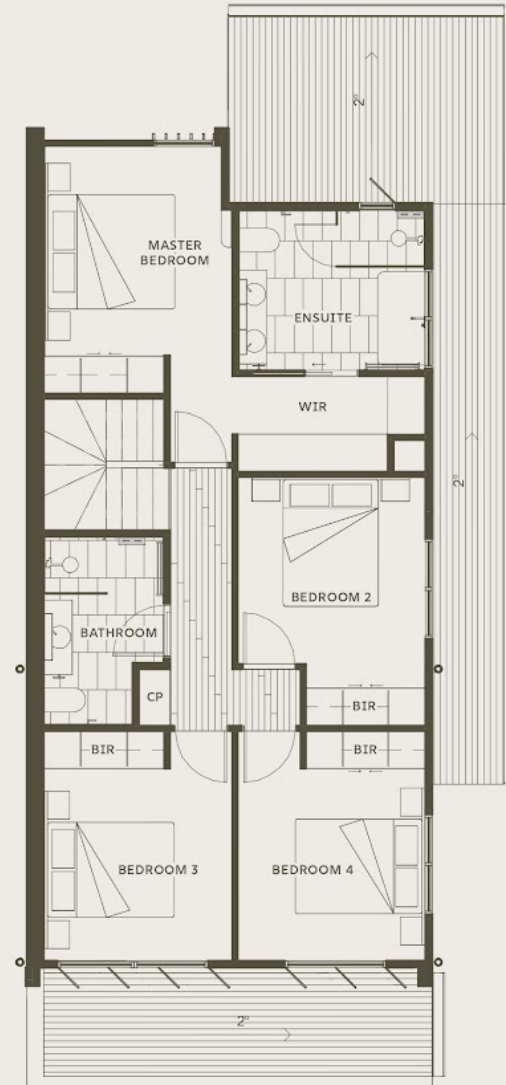 2°
MASTER
BEDROOM
ENSUITE
WIR
2°
BEDROOM 2
BATHROOM
CP
BIR
BIR
BIR
BEDROOM 3
BEDROOM 4
2°